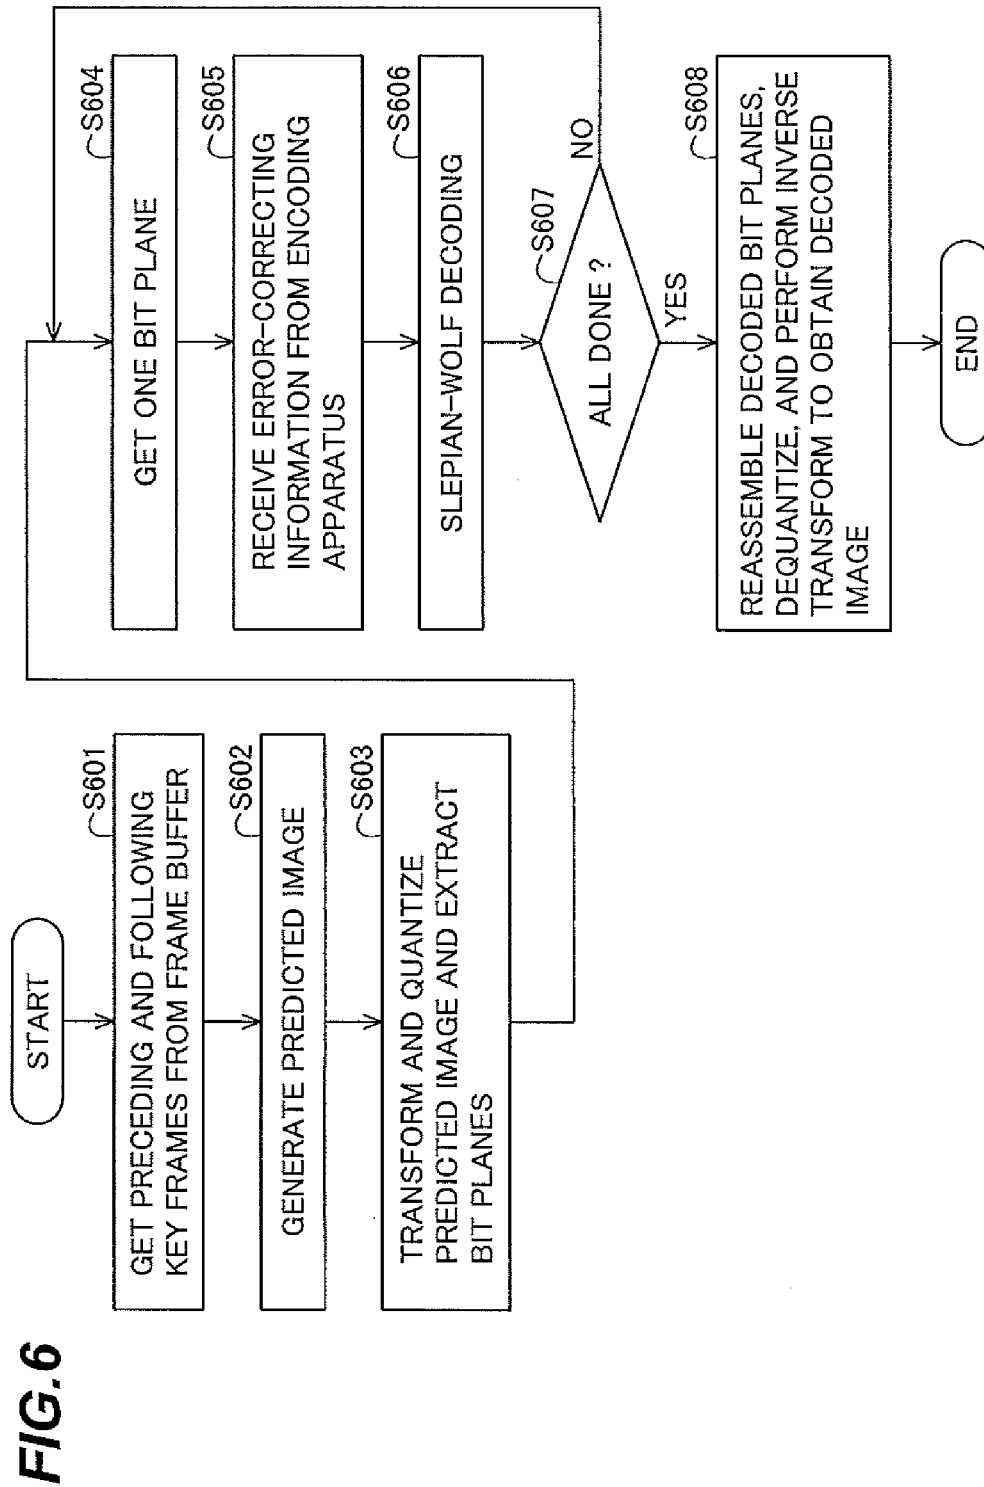 FIG.6
START
S601
GET PRECEDING AND FOLLOWING
KEY FRAMES FROM FRAME BUFFER
S602
GENERATE PREDICTED IMAGE
S603
TRANSFORM AND QUANTIZE
PREDICTED IMAGE AND EXTRACT
BIT PLANES
S604
GET ONE BIT PLANE
S605
RECEIVE ERROR-CORRECTING
INFORMATION FROM ENCODING
APPARATUS
S606
SLEPIAN-WOLF DECODING
S607
ALL DONE ?
NO
YES
S608
REASSEMBLE DECODED BIT PLANES,
DEQUANTIZE, AND PERFORM INVERSE
TRANSFORM TO OBTAIN DECODED
IMAGE
END